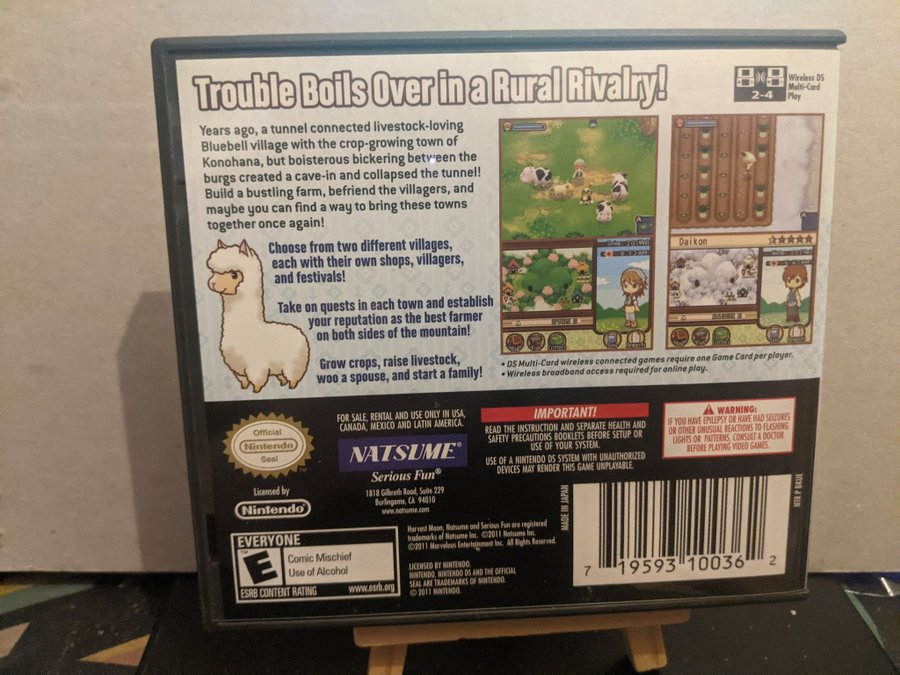 Trouble Boils Over in a Rural Rivalry!
Wireless DS
Multi-Card
Play
2-4
Years ago, a tunnel connected livestock-loving
Bluebell village with the crop-growing town of
Konohana, but boisterous bickering between the
burgs created a cave-in and collapsed the tunnel!
Build a bustling farm, befriend the villagers, and
maybe you can find a way to bring these towns
together once again!
Choose from two different villages,
each with their own shops, villagers,
and festivals!
Take on quests in each town and establish
your reputation as the best farmer
on both sides of the mountain!
Grow crops, raise livestock,
woo a spouse, and start a family!
Daikon
• DS Multi-Card wireless connected games require one Game Card per player.
• Wireless broadband access required for online play.
Official
Nintendo
Seal
Licensed by
Nintendo
FOR SALE, RENTAL AND USE ONLY IN USA,
CANADA, MEXICO AND LATIN AMERICA.
NATSUME®
Serious Fun®
1818 Gilbreth Road, Suite 229
Burlingame, CA 94010
www.natsume.com
IMPORTANT!
READ THE INSTRUCTION AND SEPARATE HEALTH AND
SAFETY PRECAUTIONS BOOKLETS BEFORE SETUP OR
USE OF YOUR SYSTEM.
USE OF A NINTENDO DS SYSTEM WITH UNAUTHORIZED
DEVICES MAY RENDER THIS GAME UNPLAYABLE.
WARNING:
IF YOU HAVE EPILEPSY OR HAVE HAD SEIZURES
OR OTHER UNUSUAL REACTIONS TO FLASHING
LIGHTS OR PATTERNS, CONSULT A DOCTOR
BEFORE PLAYING VIDEO GAMES.
EVERYONE
E
Comic Mischief
Use of Alcohol
ESRB CONTENT RATING
www.esrb.org
Harvest Moon, Natsume and Serious Fun are registered
trademarks of Natsume Inc. ©2011 Natsume Inc.
©2011 Marvelous Entertainment Inc. All Rights Reserved.
LICENSED BY NINTENDO.
NINTENDO, NINTENDO DS AND THE OFFICIAL
SEAL ARE TRADEMARKS OF NINTENDO.
© 2011 NINTENDO.
MADE IN JAPAN
7 19593 10036 2